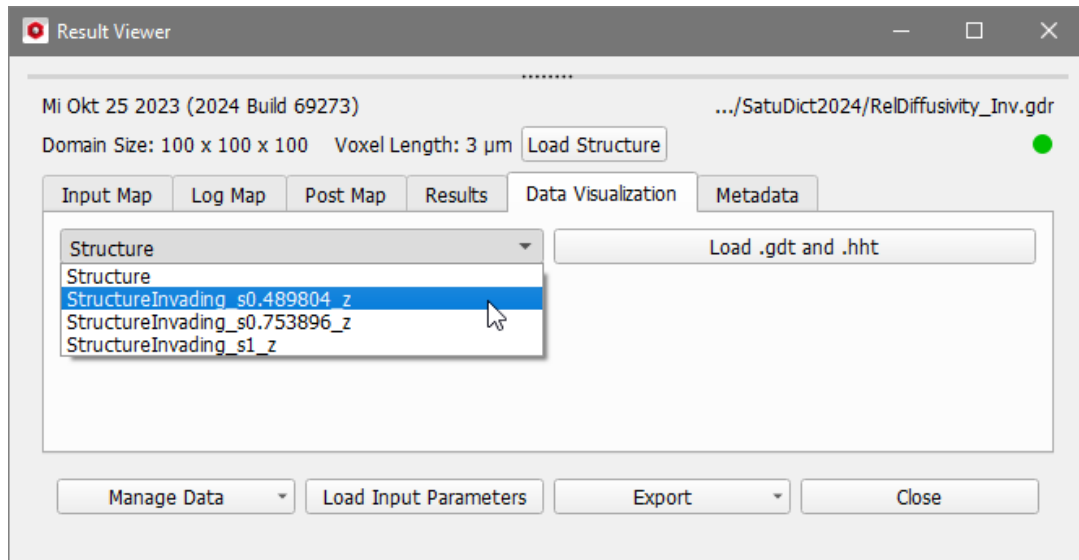 Result Viewer
Mi Okt 25 2023 (2024 Build 69273) .../SatuDict2024/RelDiffusivity_Inv.gdr
Domain Size: 100 x 100 x 100 Voxel Length: 3 µm Load Structure
Input Map Log Map Post Map Results Data Visualization Metadata
Structure Load .gdt and .hht
Structure
StructureInvading_s0.489804_z
StructureInvading_s0.753896_z
StructureInvading_s1_z
Manage Data Load Input Parameters Export Close